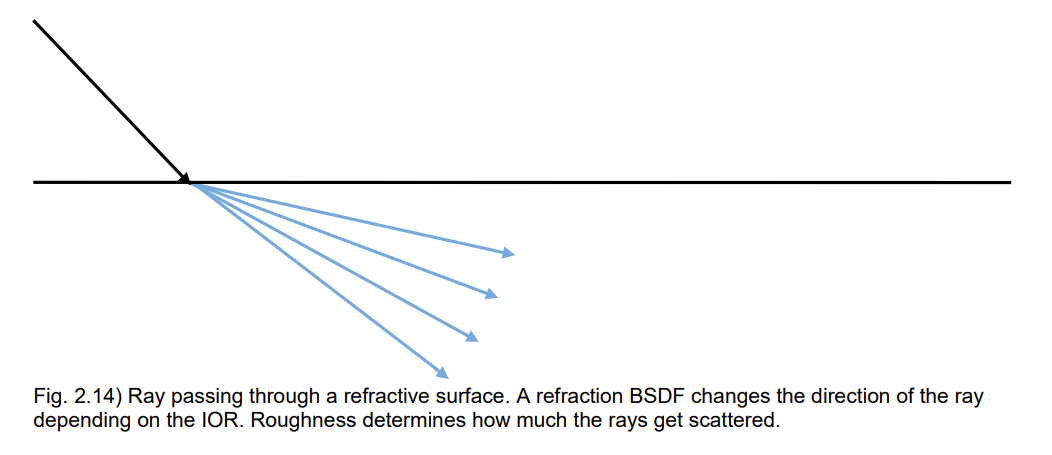 Fig. 2.14) Ray passing through a refractive surface. A refraction BSDF changes the direction of the ray
depending on the IOR. Roughness determines how much the rays get scattered.